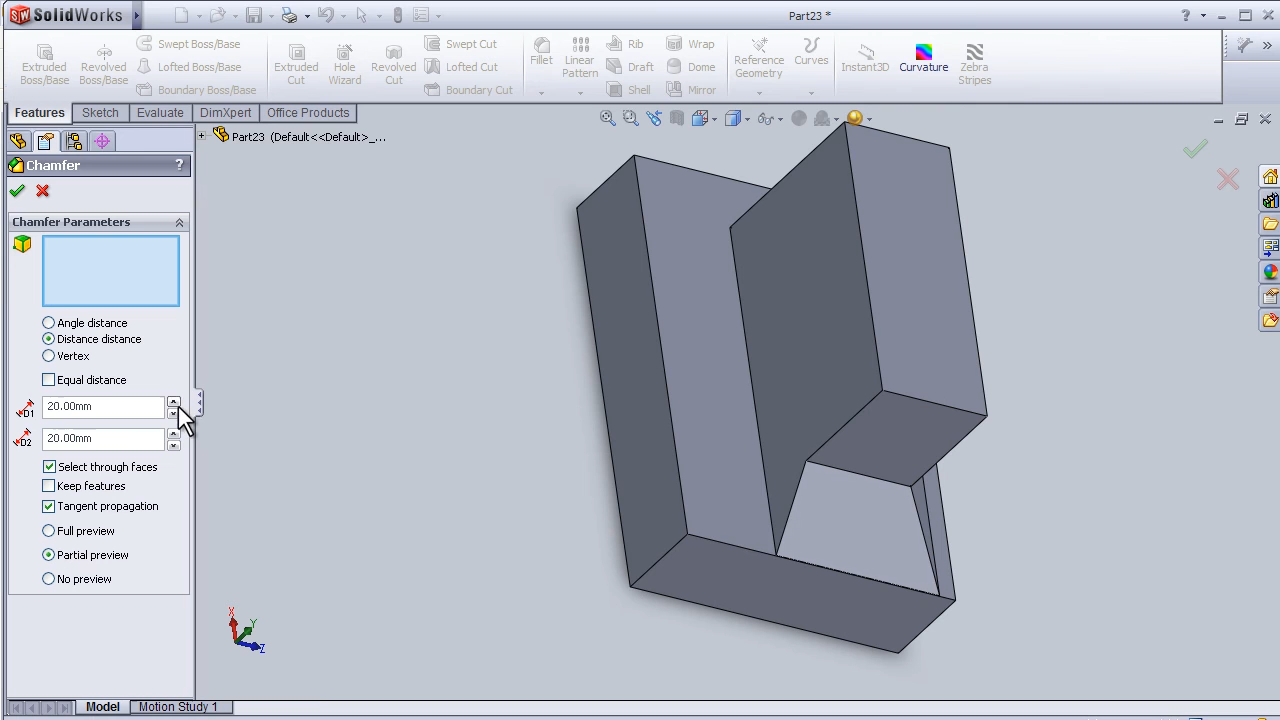 SolidWorks
Part23 *
Extruded Boss/Base
Revolved Boss/Base
Swept Boss/Base
Lofted Boss/Base
Boundary Boss/Base
Extruded Cut
Hole Wizard
Revolved Cut
Swept Cut
Lofted Cut
Boundary Cut
Fillet
Linear Pattern
Rib
Draft
Shell
Wrap
Dome
Mirror
Reference Geometry
Curves
Instant3D
Curvature
Zebra Stripes
Features
Sketch
Evaluate
DimXpert
Office Products
Part23 (Default<<Default>_...
Chamfer
?
Chamfer Parameters
Angle distance
Distance distance
Vertex
Equal distance
D1
20.00mm
D2
20.00mm
Select through faces
Keep features
Tangent propagation
Full preview
Partial preview
No preview
X
Y
Z
Model
Motion Study 1